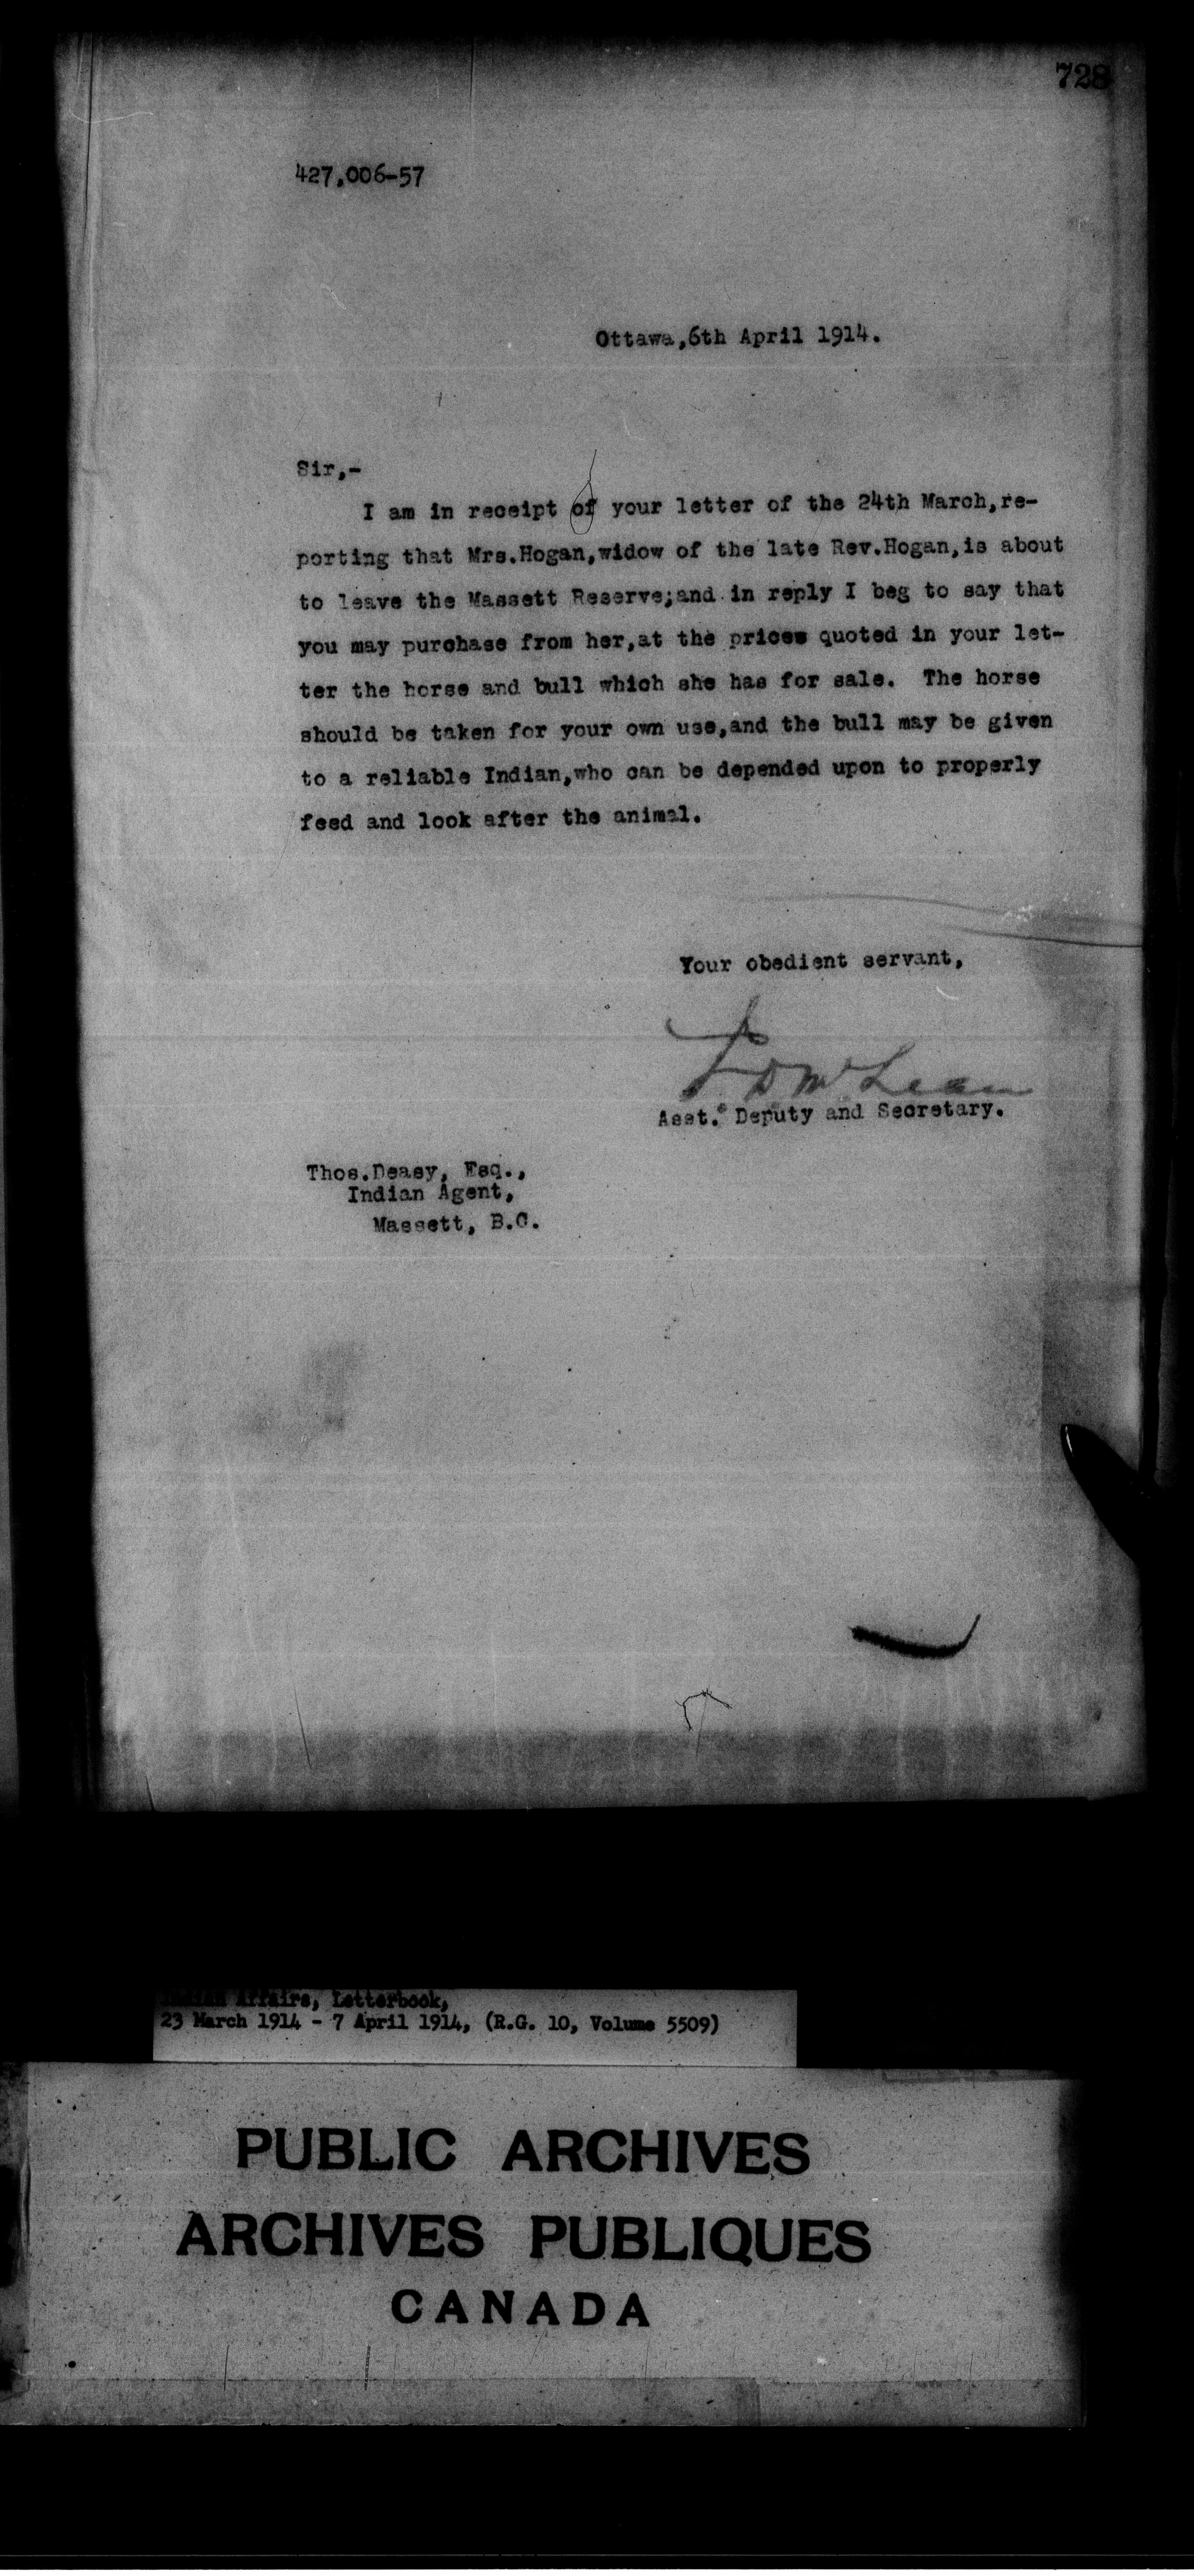 728
427,006-57
Ottawa,6th April 1914.
Sir,-
I am in receipt of your letter of the 24th March,re-
porting that Mrs.Hogan,widow of the late Rev.Hogan,is about
to leave the Massett Reserve;and in reply I beg to say that
you may purchase from her,at the prices quoted in your let-
ter the horse and bull which she has for sale. The horse
should be taken for your own use,and the bull may be given
to a reliable Indian,who can be depended upon to properly
feed and look after the animal.
Your obedient servant,
J D McLean
Asst. Deputy and Secretary.
Thos.Deasy, Esq.,
Indian Agent,
Massett, B.C.
Indian Affairs, Letterbook,
23 March 1914 - 7 April 1914, (R.G. 10, Volume 5509)
PUBLIC ARCHIVES
ARCHIVES PUBLIQUES
CANADA